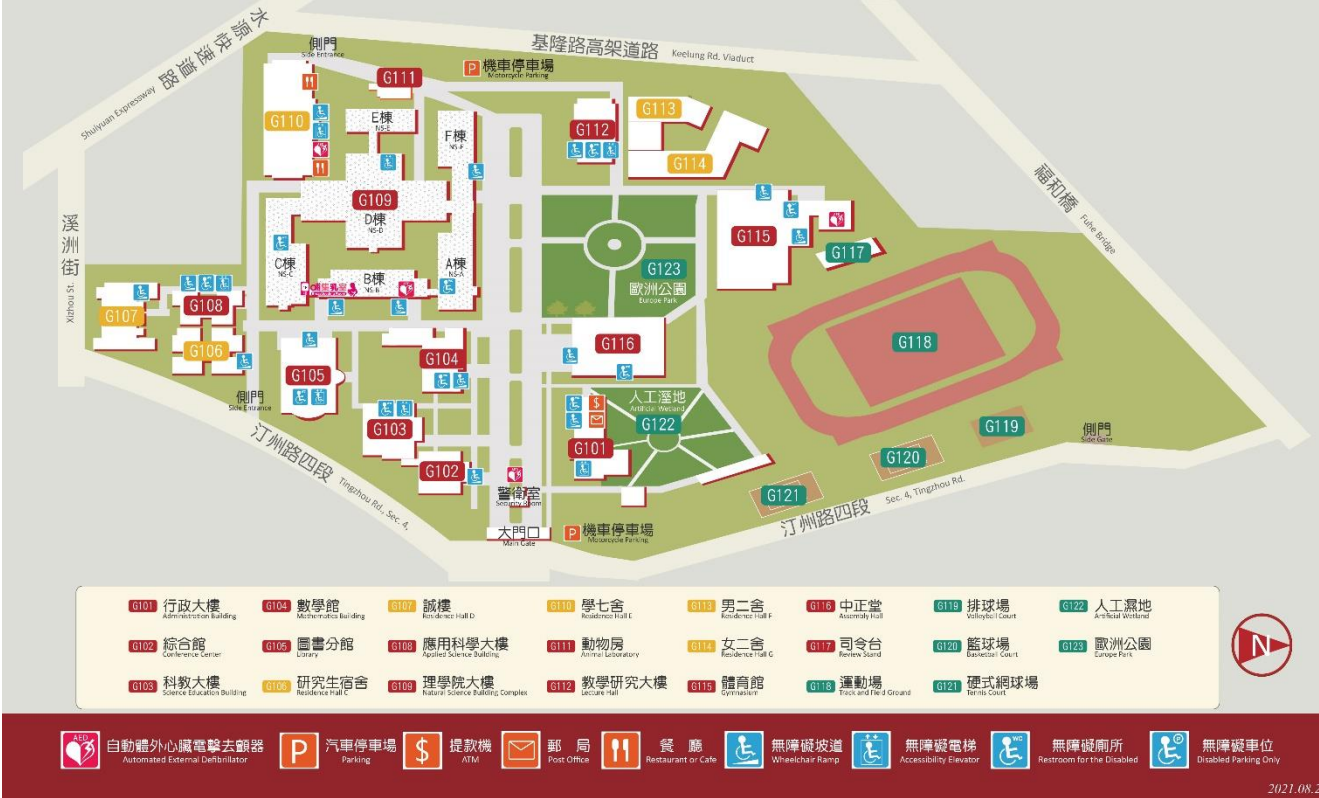 水源快速道路
Shuiyuan Expressway
側門
Side Entrance
基隆路高架道路
Keelung Rd. Viaduct
P 機車停車場
Motorcycle Parking
G111
G110
E棟
NS-E
F棟
NS-F
G112
G113
G114
福和橋
Fuhe Bridge
G109
D棟
NS-D
G115
G117
溪洲街
Xizhou St.
C棟
NS-C
B棟
NS-B
A棟
NS-A
G123
歐洲公園
Europe Park
G108
G107
G106
G105
G104
G116
G118
側門
Side Entrance
人工溼地
Artificial Wetland
G122
G103
G101
G102
G119
側門
Side Gate
G120
G121
汀州路四段
Tingzhou Rd., Sec. 4,
AED
警衛室
Security Room
大門口
Main Gate
P 機車停車場
Motorcycle Parking
汀州路四段
Sec. 4, Tingzhou Rd.
G101 行政大樓
Administration Building
G104 數學館
Mathematics Building
G107 誠樓
Residence Hall D
G110 學七舍
Residence Hall E
G113 男二舍
Residence Hall F
G116 中正堂
Assembly Hall
G119 排球場
Valleyball Court
G122 人工濕地
Artificial Wetland
G102 綜合館
Conference Center
G105 圖書分館
Library
G108 應用科學大樓
Applied Science Building
G111 動物房
Animal Laboratory
G114 女二舍
Residence Hall G
G117 司令台
Review Stand
G120 籃球場
Basketball Court
G123 歐洲公園
Europe Park
G103 科教大樓
Science Education Building
G106 研究生宿舍
Residence Hall C
G109 理學院大樓
Natural Science Building Complex
G112 教學研究大樓
Lecture Hall
G115 體育館
Gymnasium
G118 運動場
Track and Field Ground
G121 硬式網球場
Tennis Court
N
AED
自動體外心臟電擊去顫器
Automated External Defibrillator
P
汽車停車場
Parking
$
提款機
ATM
郵 局
Post Office
餐 廳
Restaurant or Cafe
無障礙坡道
Wheelchair Ramp
無障礙電梯
Accessibility Elevator
WC
無障礙廁所
Restroom for the Disabled
P
無障礙車位
Disabled Parking Only